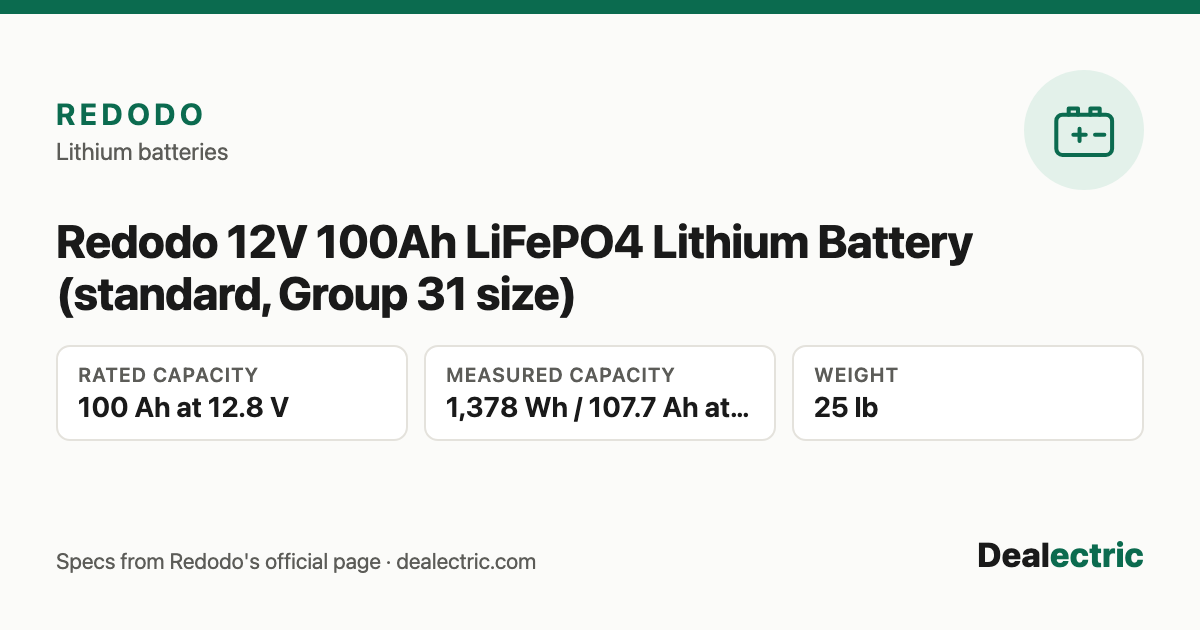 REDODO
Lithium batteries
Redodo 12V 100Ah LiFePO4 Lithium Battery
(standard, Group 31 size)
RATED CAPACITY
100 Ah at 12.8 V
MEASURED CAPACITY
1,378 Wh / 107.7 Ah at…
WEIGHT
25 lb
Specs from Redodo's official page · dealectric.com
Dealectric